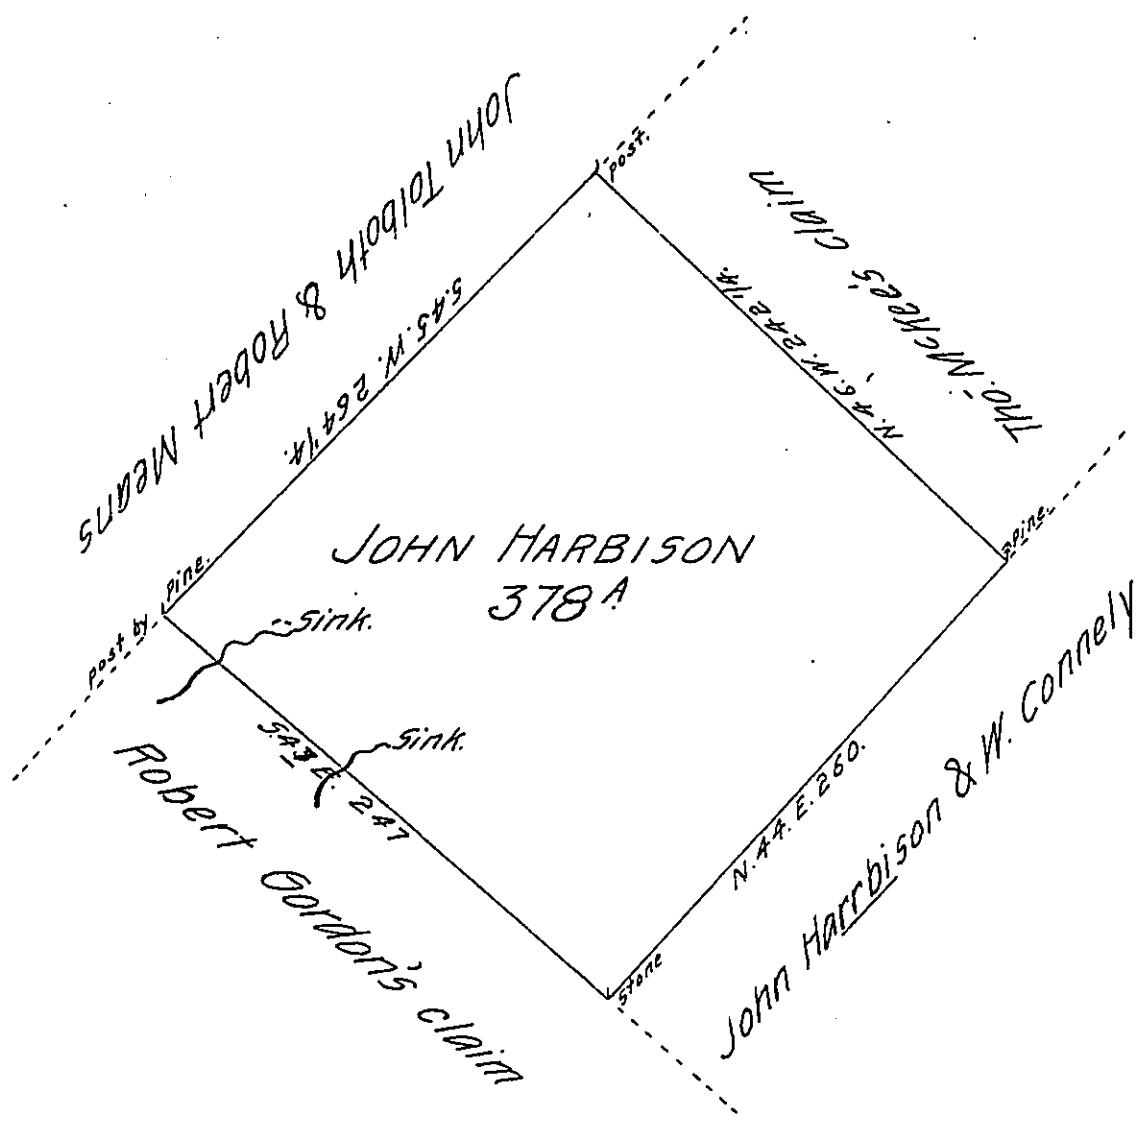 John Tolboth & Robert Means
post.
Tho: McKee's claim
S.45.W. 264 1/4.
N.46.W. 242 1/4.
JOHN HARBISON
378 A
Pine.
post by
Pine.
Sink.
Sink.
S.43 E. 247
N.44.E. 260.
Robert Gordon's claim
Stone
John Harrbison & W. Connely